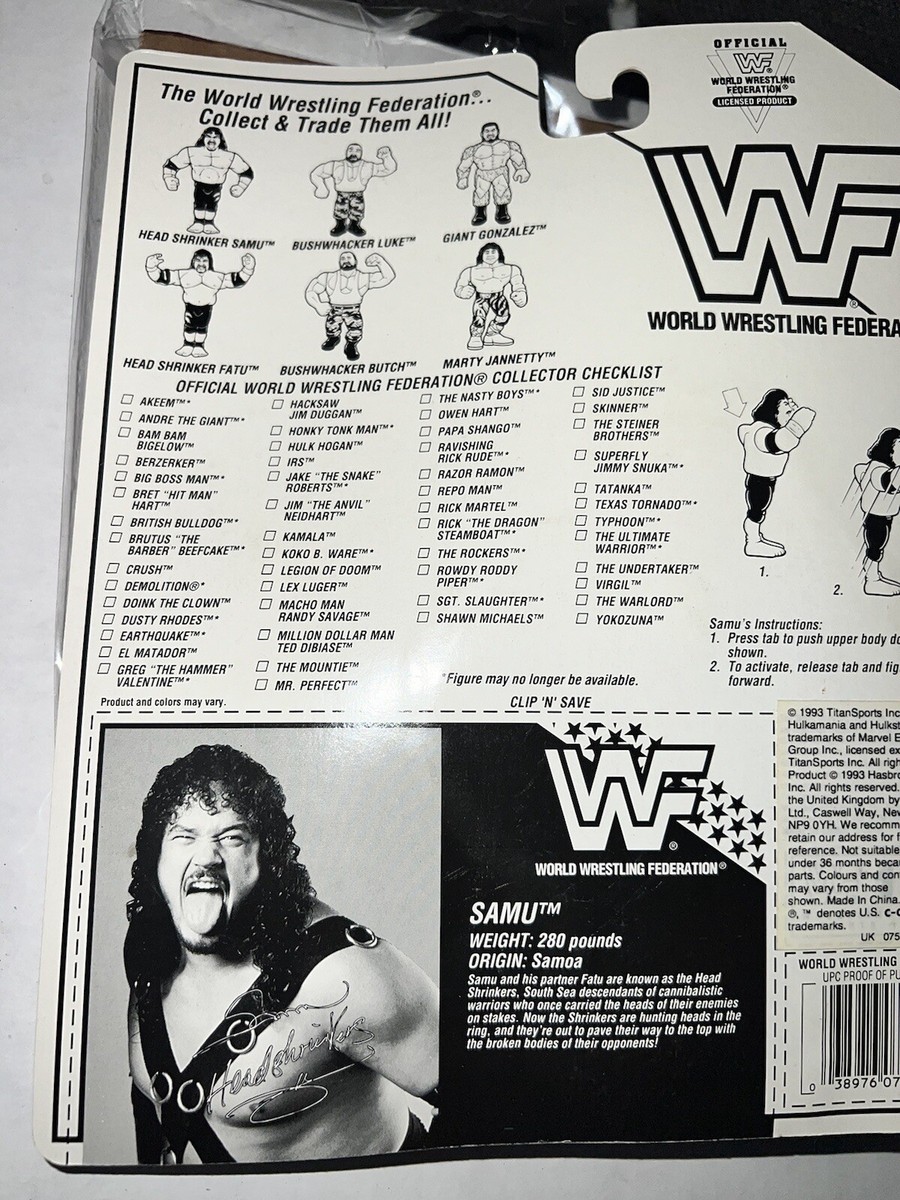 OFFICIAL
WF®
WORLD WRESTLING
FEDERATION®
LICENSED PRODUCT
The World Wrestling Federation®...
Collect & Trade Them All!
HEAD SHRINKER SAMU™
BUSHWHACKER LUKE™
GIANT GONZALEZ™
HEAD SHRINKER FATU™
BUSHWHACKER BUTCH™
MARTY JANNETTY™
WF®
WORLD WRESTLING
OFFICIAL WORLD WRESTLING FEDERATION® COLLECTOR CHECKLIST
AKEEM™*
ANDRE THE GIANT™*
BAM BAM
BIGELOW™
BERZERKER™
BIG BOSS MAN™*
BRET "HIT MAN"
HART™
BRITISH BULLDOG™*
BRUTUS "THE
BARBER" BEEFCAKE™*
CRUSH™
DEMOLITION®*
DOINK THE CLOWN™
DUSTY RHODES™*
EARTHQUAKE™*
EL MATADOR™
GREG "THE HAMMER"
VALENTINE™*
HACKSAW
JIM DUGGAN™
HONKY TONK MAN™*
HULK HOGAN™
IRS™
JAKE "THE SNAKE"
ROBERTS™*
JIM "THE ANVIL"
NEIDHART™
KAMALA™
KOKO B. WARE™*
LEGION OF DOOM™
LEX LUGER™
MACHO MAN
RANDY SAVAGE™
MILLION DOLLAR MAN
TED DIBIASE™
THE MOUNTIE™
MR. PERFECT™
THE NASTY BOYS™*
OWEN HART™
PAPA SHANGO™
RAVISHING
RICK RUDE™*
RAZOR RAMON™
REPO MAN™
RICK MARTEL™
RICK "THE DRAGON"
STEAMBOAT™*
THE ROCKERS™*
ROWDY RODDY
PIPER™*
SGT. SLAUGHTER™*
SHAWN MICHAELS™
SID JUSTICE™
SKINNER™
THE STEINER
BROTHERS™
SUPERFLY
JIMMY SNUKA™*
TATANKA™
TEXAS TORNADO™*
TYPHOON™*
THE ULTIMATE
WARRIOR™*
THE UNDERTAKER™
VIRGIL™
THE WARLORD™
YOKOZUNA™
1.
2.
Samu's Instructions:
1. Press tab to push upper body
shown.
2. To activate, release tab and
forward.
*Figure may no longer be available.
Product and colors may vary.
CLIP 'N' SAVE
WF®
WORLD WRESTLING FEDERATION®
SAMU™
WEIGHT: 280 pounds
ORIGIN: Samoa
Samu and his partner Fatu are known as the Head
Shrinkers, South Sea descendants of cannibalistic
warriors who once carried the heads of their enemies
on stakes. Now the Shrinkers are hunting heads in the
ring, and they're out to pave their way to the top with
the broken bodies of their opponents!
Samu
Headshrinkers
© 1993 TitanSports Inc
Hulkamania and
trademarks of Marvel
Group Inc., licensed
TitanSports Inc. All
Product © 1993
Inc. All rights reserved.
the United Kingdom by
Ltd., Caswell Way,
NP9 0YH. We
retain our address for
reference. Not suitable
under 36 months
parts. Colours and
may vary from those
shown. Made In China.
®, ™ denotes U.S.
trademarks.
UK
WORLD WRESTLING
UPC PROOF OF
0 38976 07